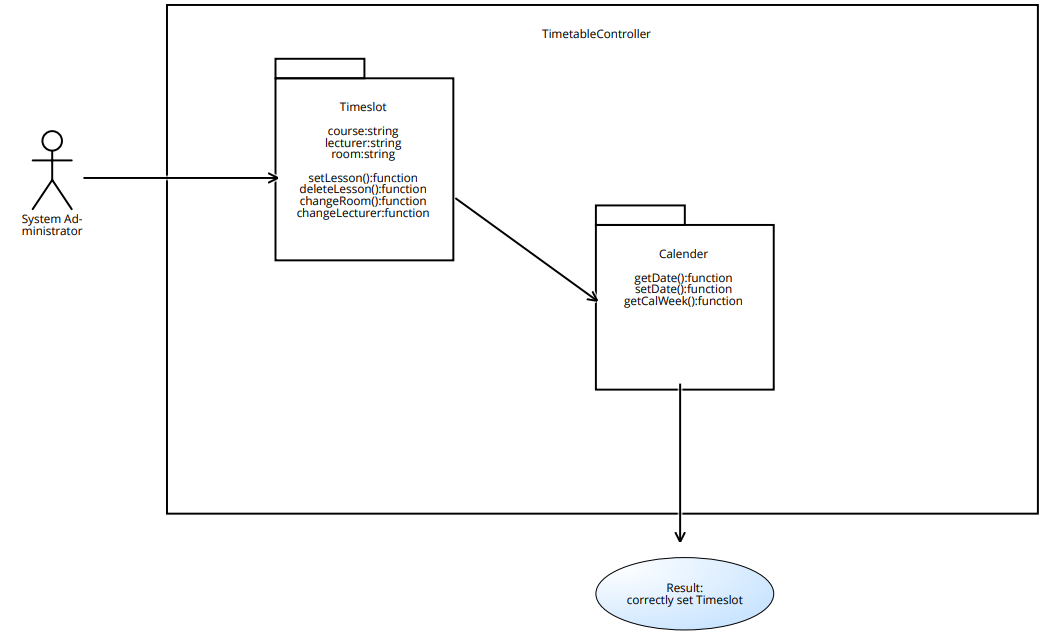 TimetableController
Timeslot
course:string
lecturer:string
room:string
setLesson():function
deleteLesson():function
changeRoom():function
changeLecturer:function
System Ad-
ministrator
Calender
getDate():function
setDate():function
getCalWeek():function
Result:
correctly set Timeslot